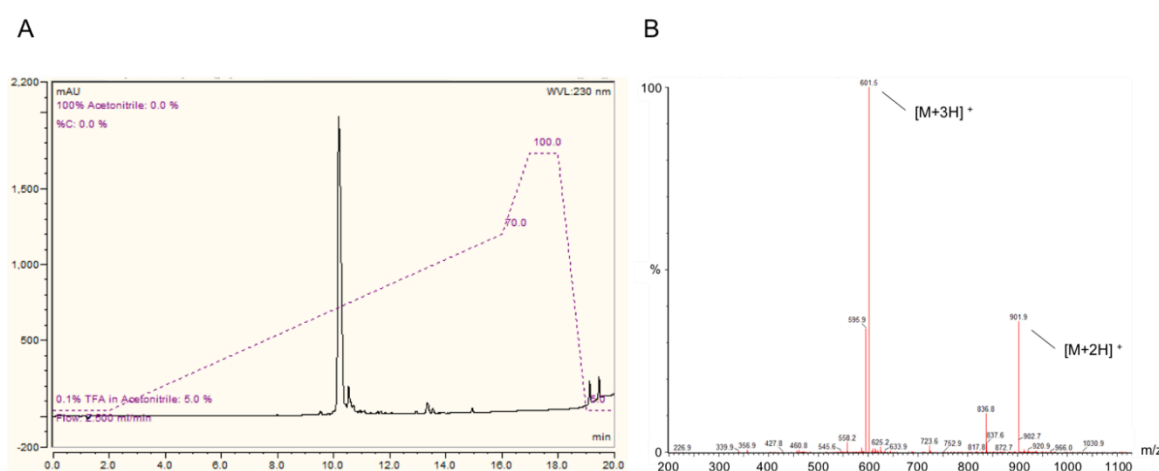 A
B
2,200
mAU
WVL:230 nm
100% Acetonitrile: 0.0 %
%C: 0.0 %
100.0
1,500
70.0
1,000
500
0.1% TFA in Acetonitrile: 5.0 %
5.0
min
-200
0.0 2.0 4.0 6.0 8.0 10.0 12.0 14.0 16.0 18.0 20.0
100
601.5
[M+3H] +
%
595.9
901.9
[M+2H] +
836.8
226.9 339.9 356.9 427.8 460.8 545.6 558.2 625.2 633.9 723.6 752.9 817.8 837.6 872.7 902.7 920.9 966.0 1030.9
m/z
200 300 400 500 600 700 800 900 1000 1100